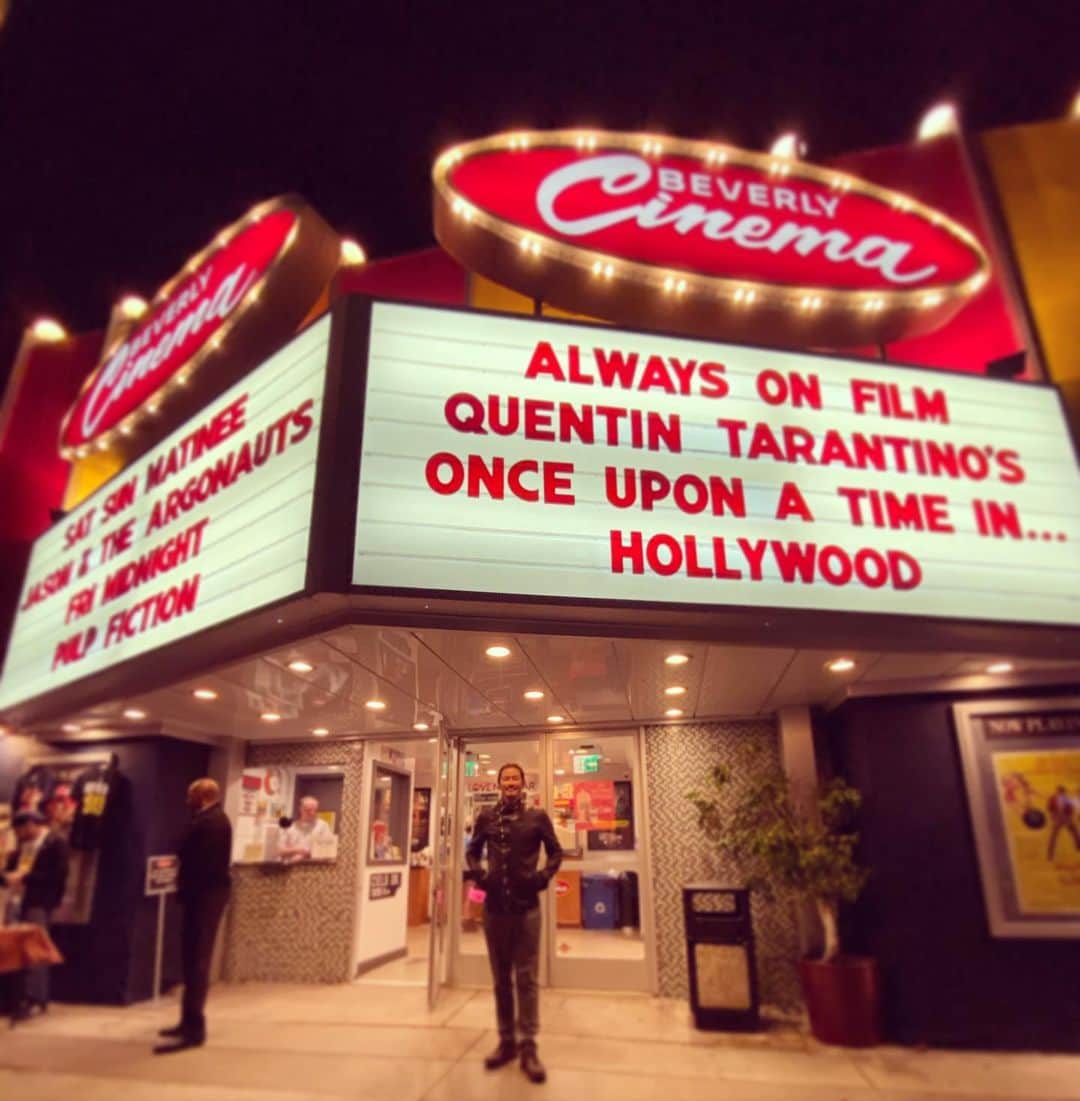 BEVERLY
Cinema
BEVERLY
Cinema
SAT SUN MATINEE
JASON & THE ARGONAUTS
FRI MIDNIGHT
PULP FICTION
ALWAYS ON FILM
QUENTIN TARANTINO'S
ONCE UPON A TIME IN...
HOLLYWOOD
NOW PLAYING